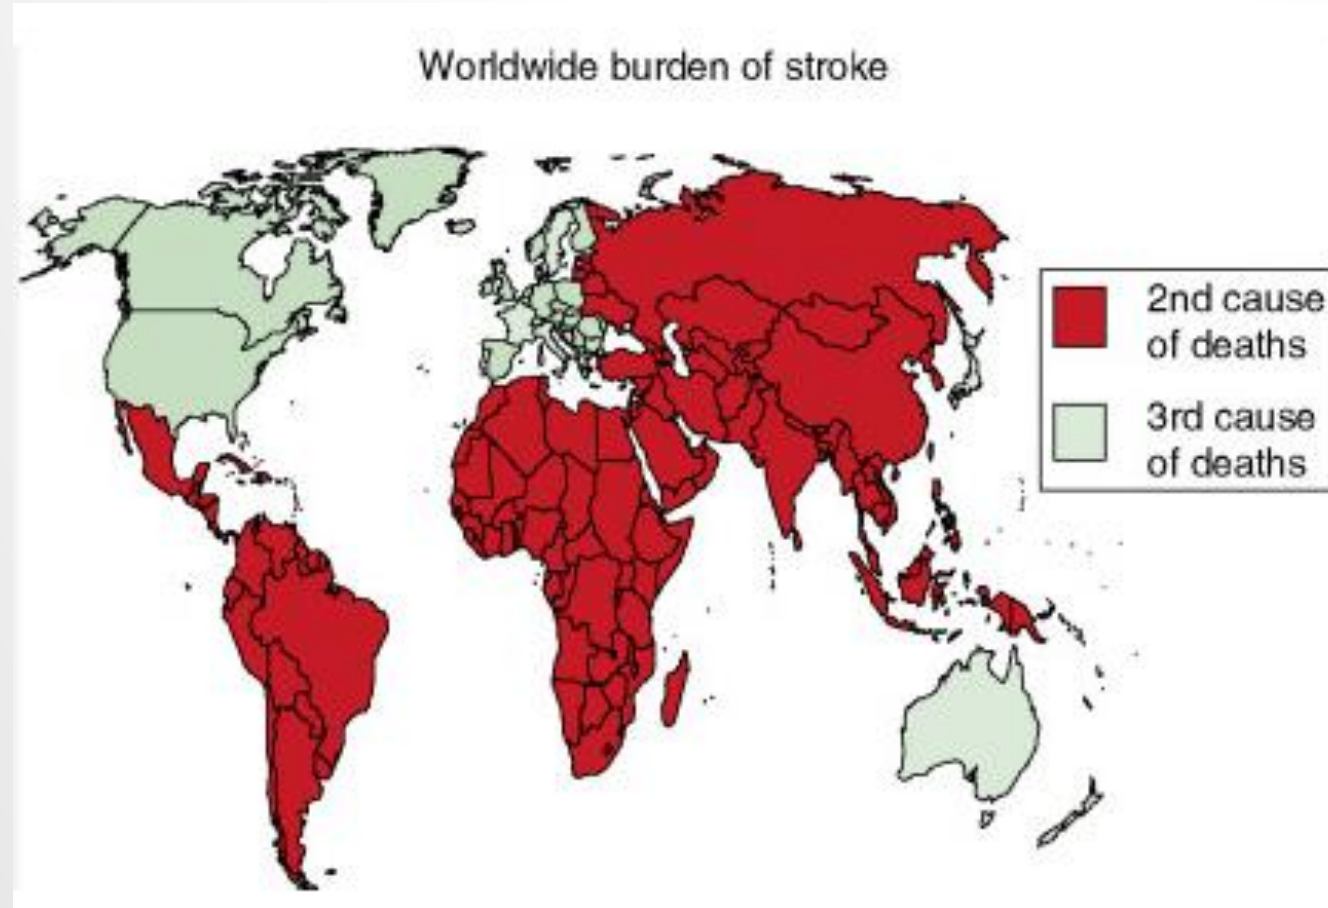 Worldwide burden of stroke
2nd cause
of deaths
3rd cause
of deaths